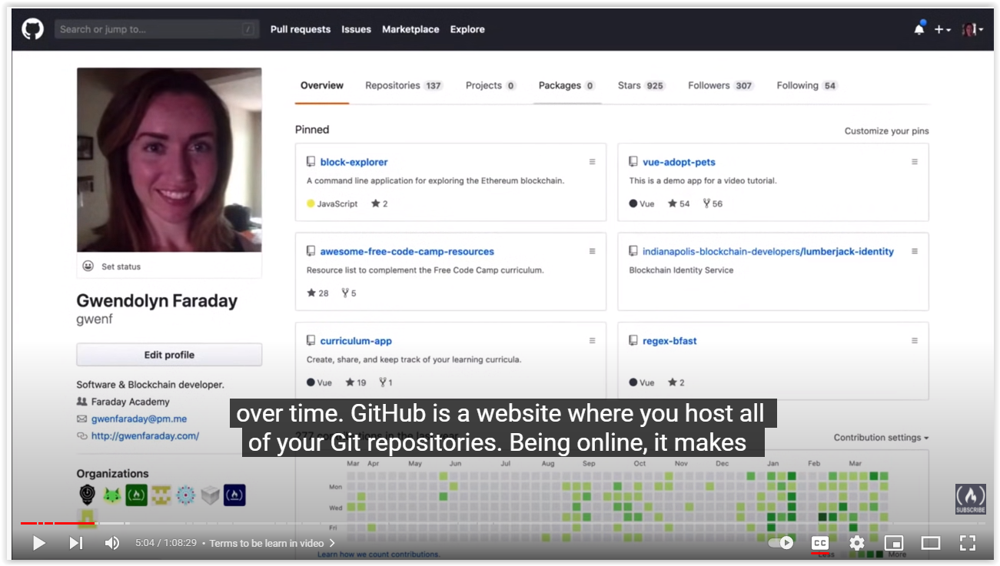 Search or jump to... /
Pull requests Issues Marketplace Explore
Overview Repositories 137 Projects 0 Packages 0 Stars 925 Followers 307 Following 54
Pinned
Customize your pins
block-explorer
A command line application for exploring the Ethereum blockchain.
JavaScript 2
vue-adopt-pets
This is a demo app for a video tutorial.
Vue 54 56
awesome-free-code-camp-resources
Resource list to complement the Free Code Camp curriculum.
28 5
indianapolis-blockchain-developers/lumberjack-identity
Blockchain Identity Service
curriculum-app
Create, share, and keep track of your learning curricula.
Vue 19 1
regex-bfast
Vue 2
Set status
Gwendolyn Faraday
gwenf
Edit profile
Software & Blockchain developer.
Faraday Academy
gwenfaraday@pm.me
http://gwenfaraday.com/
Organizations
over time. GitHub is a website where you host all
of your Git repositories. Being online, it makes
Contribution settings
Mar Apr May Jun Jul Aug Sep Oct Nov Dec Jan Feb Mar
Mon
Wed
Fri
Learn how we count contributions.
Less More
SUBSCRIBE
5:04 / 1:08:29 • Terms to be learn in video
CC